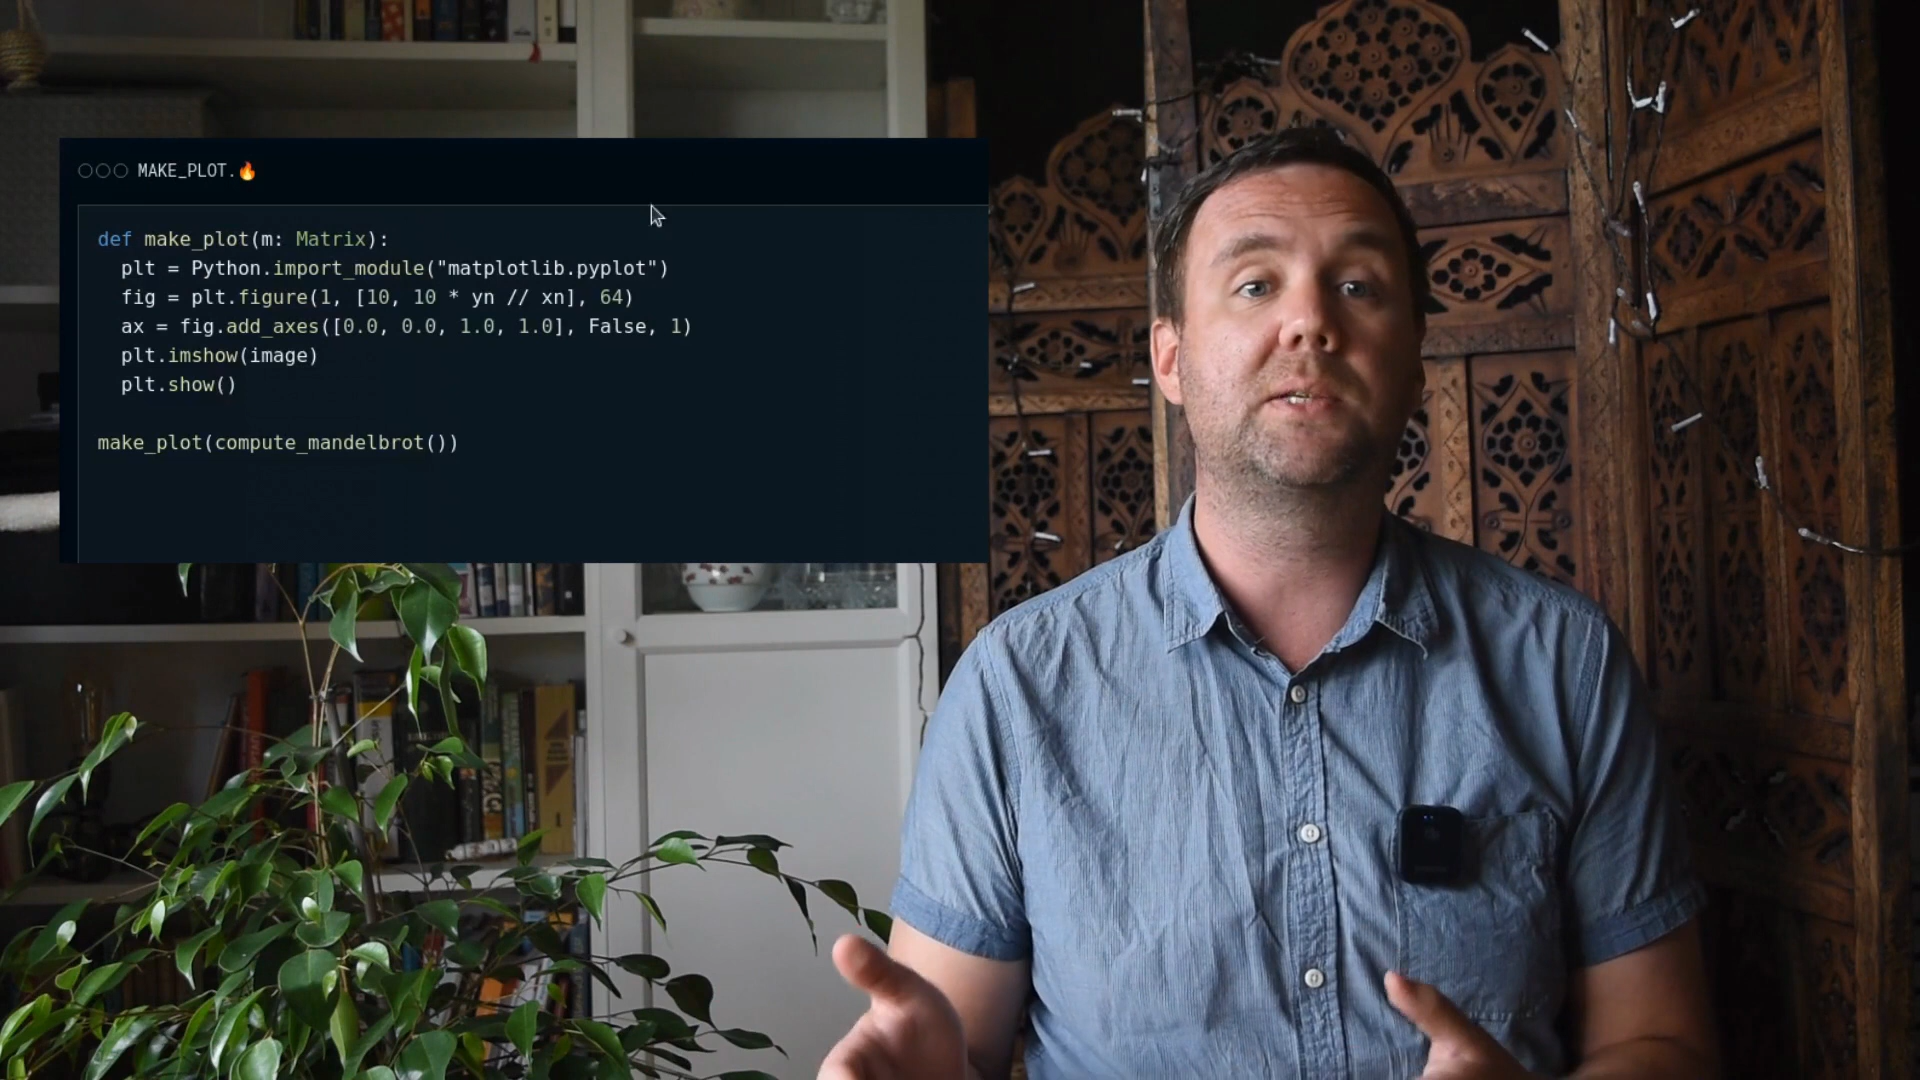 MAKE_PLOT.🔥
def make_plot(m: Matrix):
  plt = Python.import_module("matplotlib.pyplot")
  fig = plt.figure(1, [10, 10 * yn // xn], 64)
  ax = fig.add_axes([0.0, 0.0, 1.0, 1.0], False, 1)
  plt.imshow(image)
  plt.show()
make_plot(compute_mandelbrot())